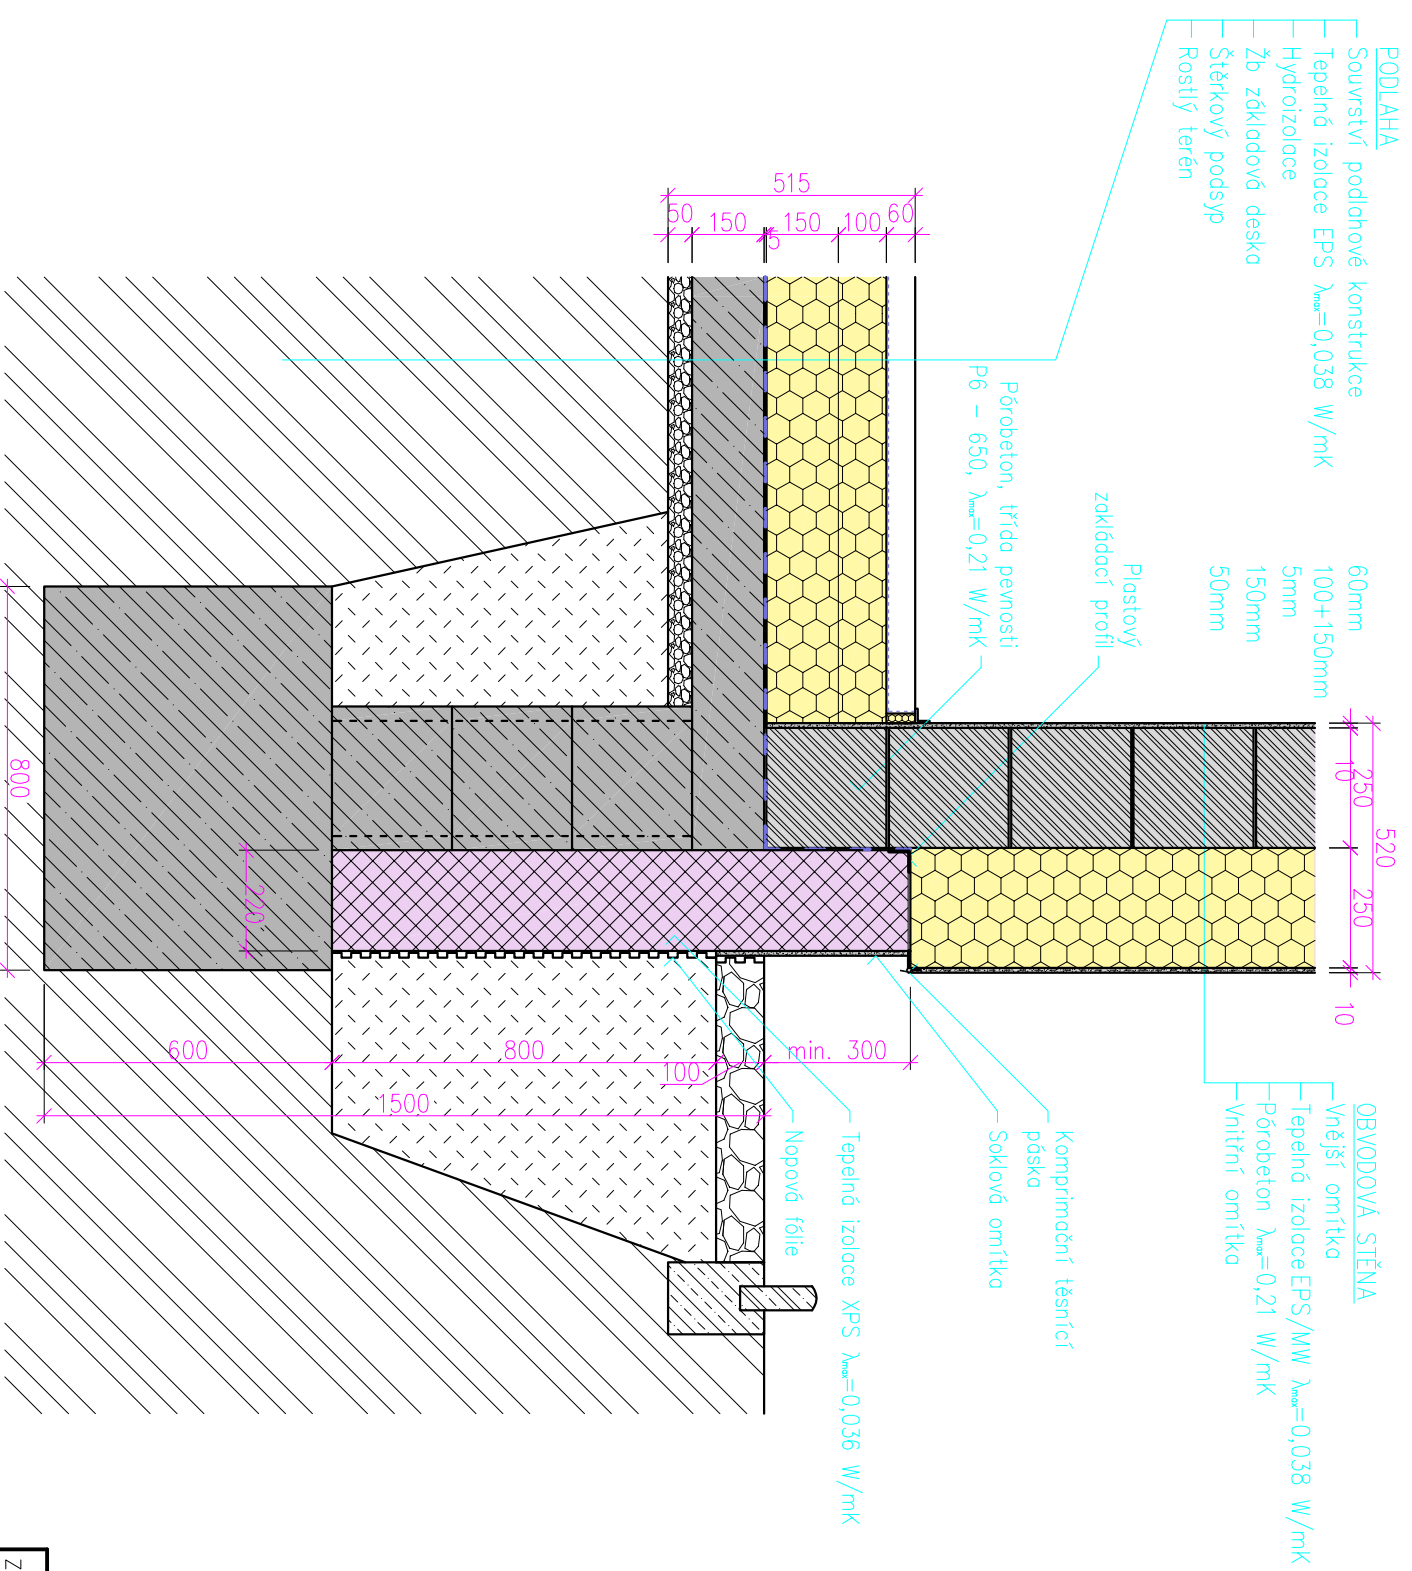 PODLAHA
Souvrství podlahové konstrukce 60mm
Tepelná izolace EPS λmax=0,038 W/mK 100+150mm
Hydroizolace 5mm
Žb základová deska 150mm
Štěrkový podsyp 50mm
Rostlý terén
OBVODOVÁ STĚNA
Vnější omítka
Tepelná izolace EPS/MW λmax=0,038 W/mK
Pórobeton λmax=0,21 W/mK
Vnitřní omítka
520
10
250
250
10
Plastový
zakládací profil
Pórobeton, třída pevnosti
P6 - 650, λmax=0,21 W/mK
Komprimační těsnící
páska
Soklová omítka
Tepelná izolace XPS λmax=0,036 W/mK
Nopová fólie
515
60
100
150
5
150
50
min. 300
100
800
600
1500
220
800
Z